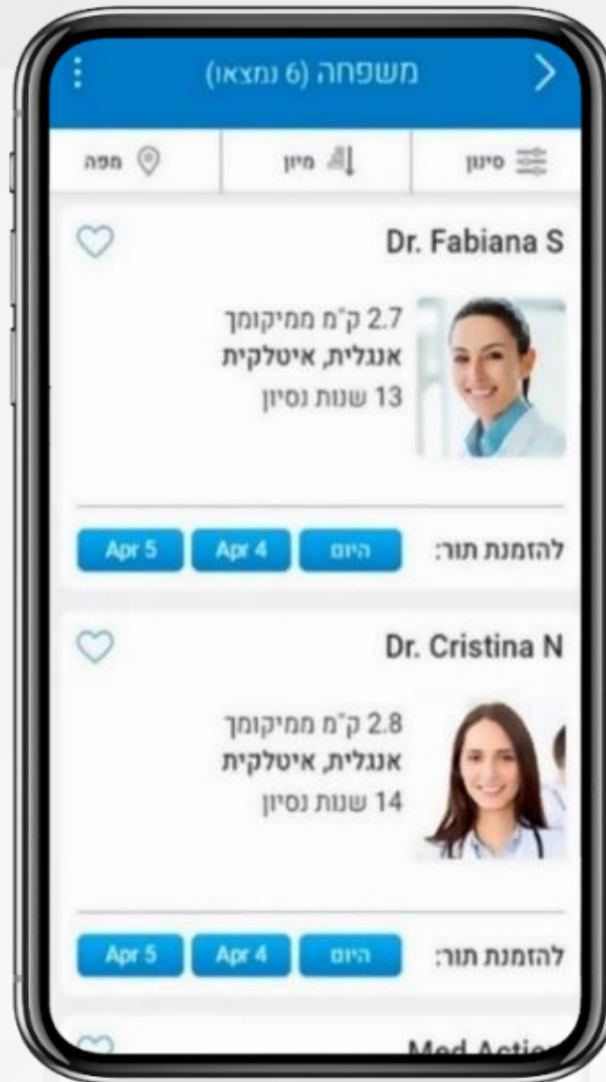 משפחה (6 נמצאו)
סינון
מיון
מפה
Dr. Fabiana S
2.7 ק"מ ממיקומך
אנגלית, איטלקית
13 שנות נסיון
להזמנת תור:
היום
Apr 4
Apr 5
Dr. Cristina N
2.8 ק"מ ממיקומך
אנגלית, איטלקית
14 שנות נסיון
להזמנת תור:
היום
Apr 4
Apr 5
Med Action